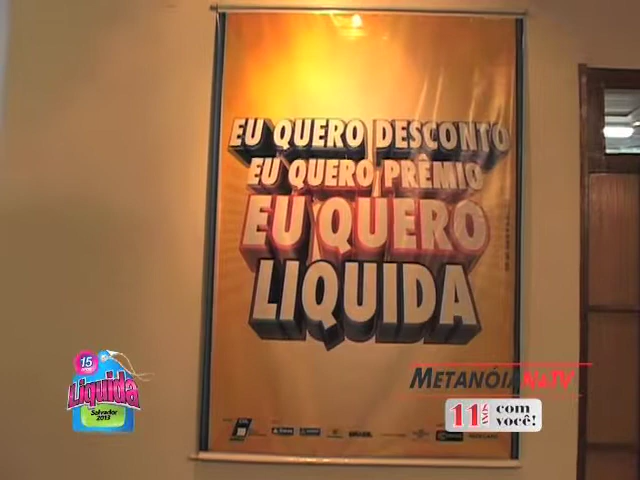 EU QUERO DESCONTO
EU QUERO PRÊMIO
EU QUERO
LIQUIDA
15
Liquida
Salvador
2013
METANÓIA NA TV
11 ANOS com
você!